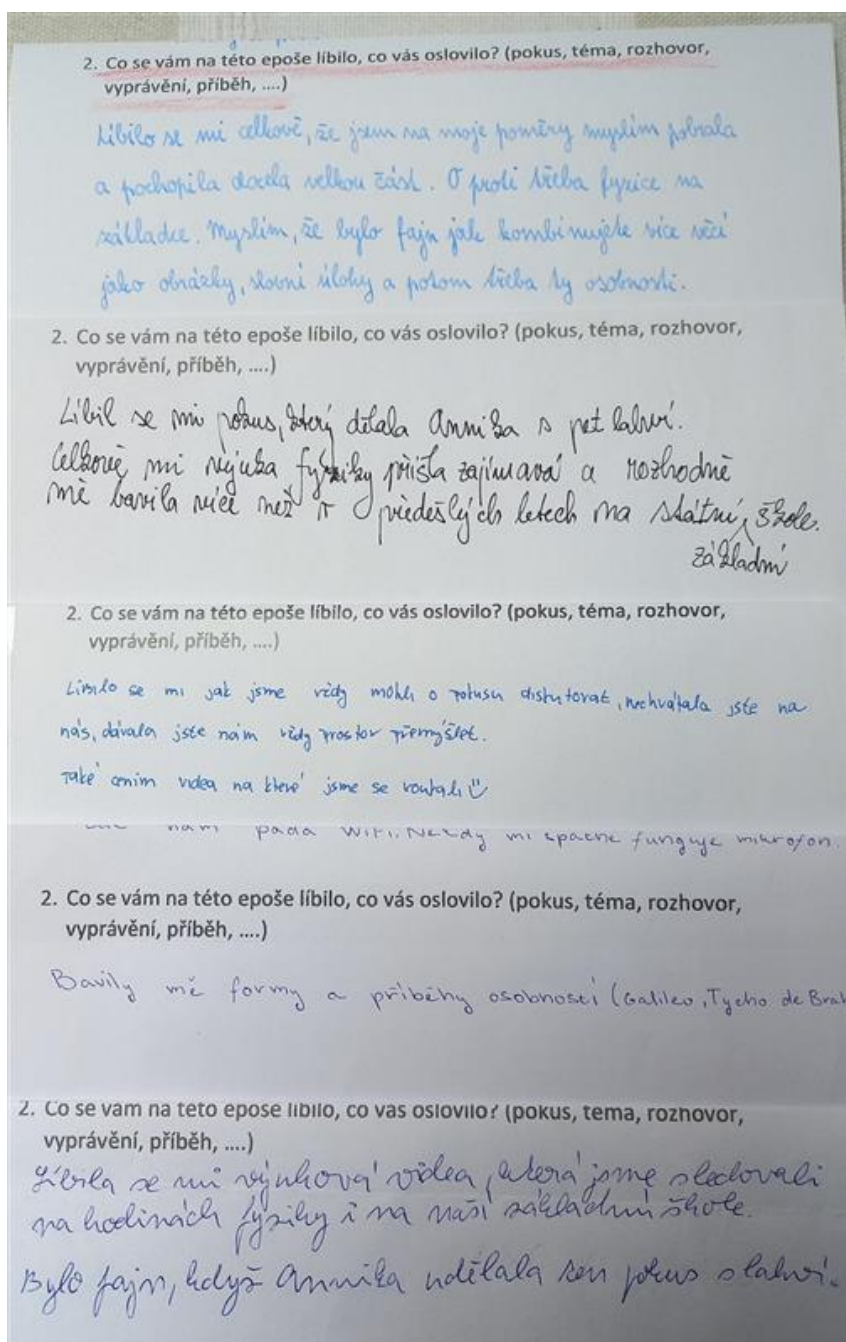 2. Co se vám na této epoše líbilo, co vás oslovilo? (pokus, téma, rozhovor,
vyprávění, příběh, ....)
Líbilo se mi celkově, že jsem na moje poměry myslím pobrala
a pochopila docela velkou část. O proti třeba fyzice na
základce. Myslím, že bylo fajn jak kombinujete více věcí
jako obrázky, slovní úlohy a potom třeba ty osobnosti.
2. Co se vám na této epoše líbilo, co vás oslovilo? (pokus, téma, rozhovor,
vyprávění, příběh, ....)
Líbil se mi pokus, který dělala Annika s pet lahví.
Celkově mi výuka fyziky přišla zajímavá a rozhodně
mě bavila více než v předešlých letech na státní, škole.
základní
2. Co se vám na této epoše líbilo, co vás oslovilo? (pokus, téma, rozhovor,
vyprávění, příběh, ....)
Líbilo se mi jak jsme vždy mohli o pokusu diskutovat, nechvátala jste na
nás, dávala jste nám vždy prostor přemýšlet.
Také cením videa na které jsme se koukali
nám padá WiFi. Někdy mi špatně funguje mikrofon.
2. Co se vám na této epoše líbilo, co vás oslovilo? (pokus, téma, rozhovor,
vyprávění, příběh, ....)
Bavily mě formy a příběhy osobností (Galileo, Tycho de Brah
2. Co se vám na této epoše líbilo, co vás oslovilo? (pokus, téma, rozhovor,
vyprávění, příběh, ....)
Líbila se mi výuková videa, která jsme sledovali
na hodinách fyziky i na naší základní škole.
Bylo fajn, když Annika udělala ten pokus s lahví.